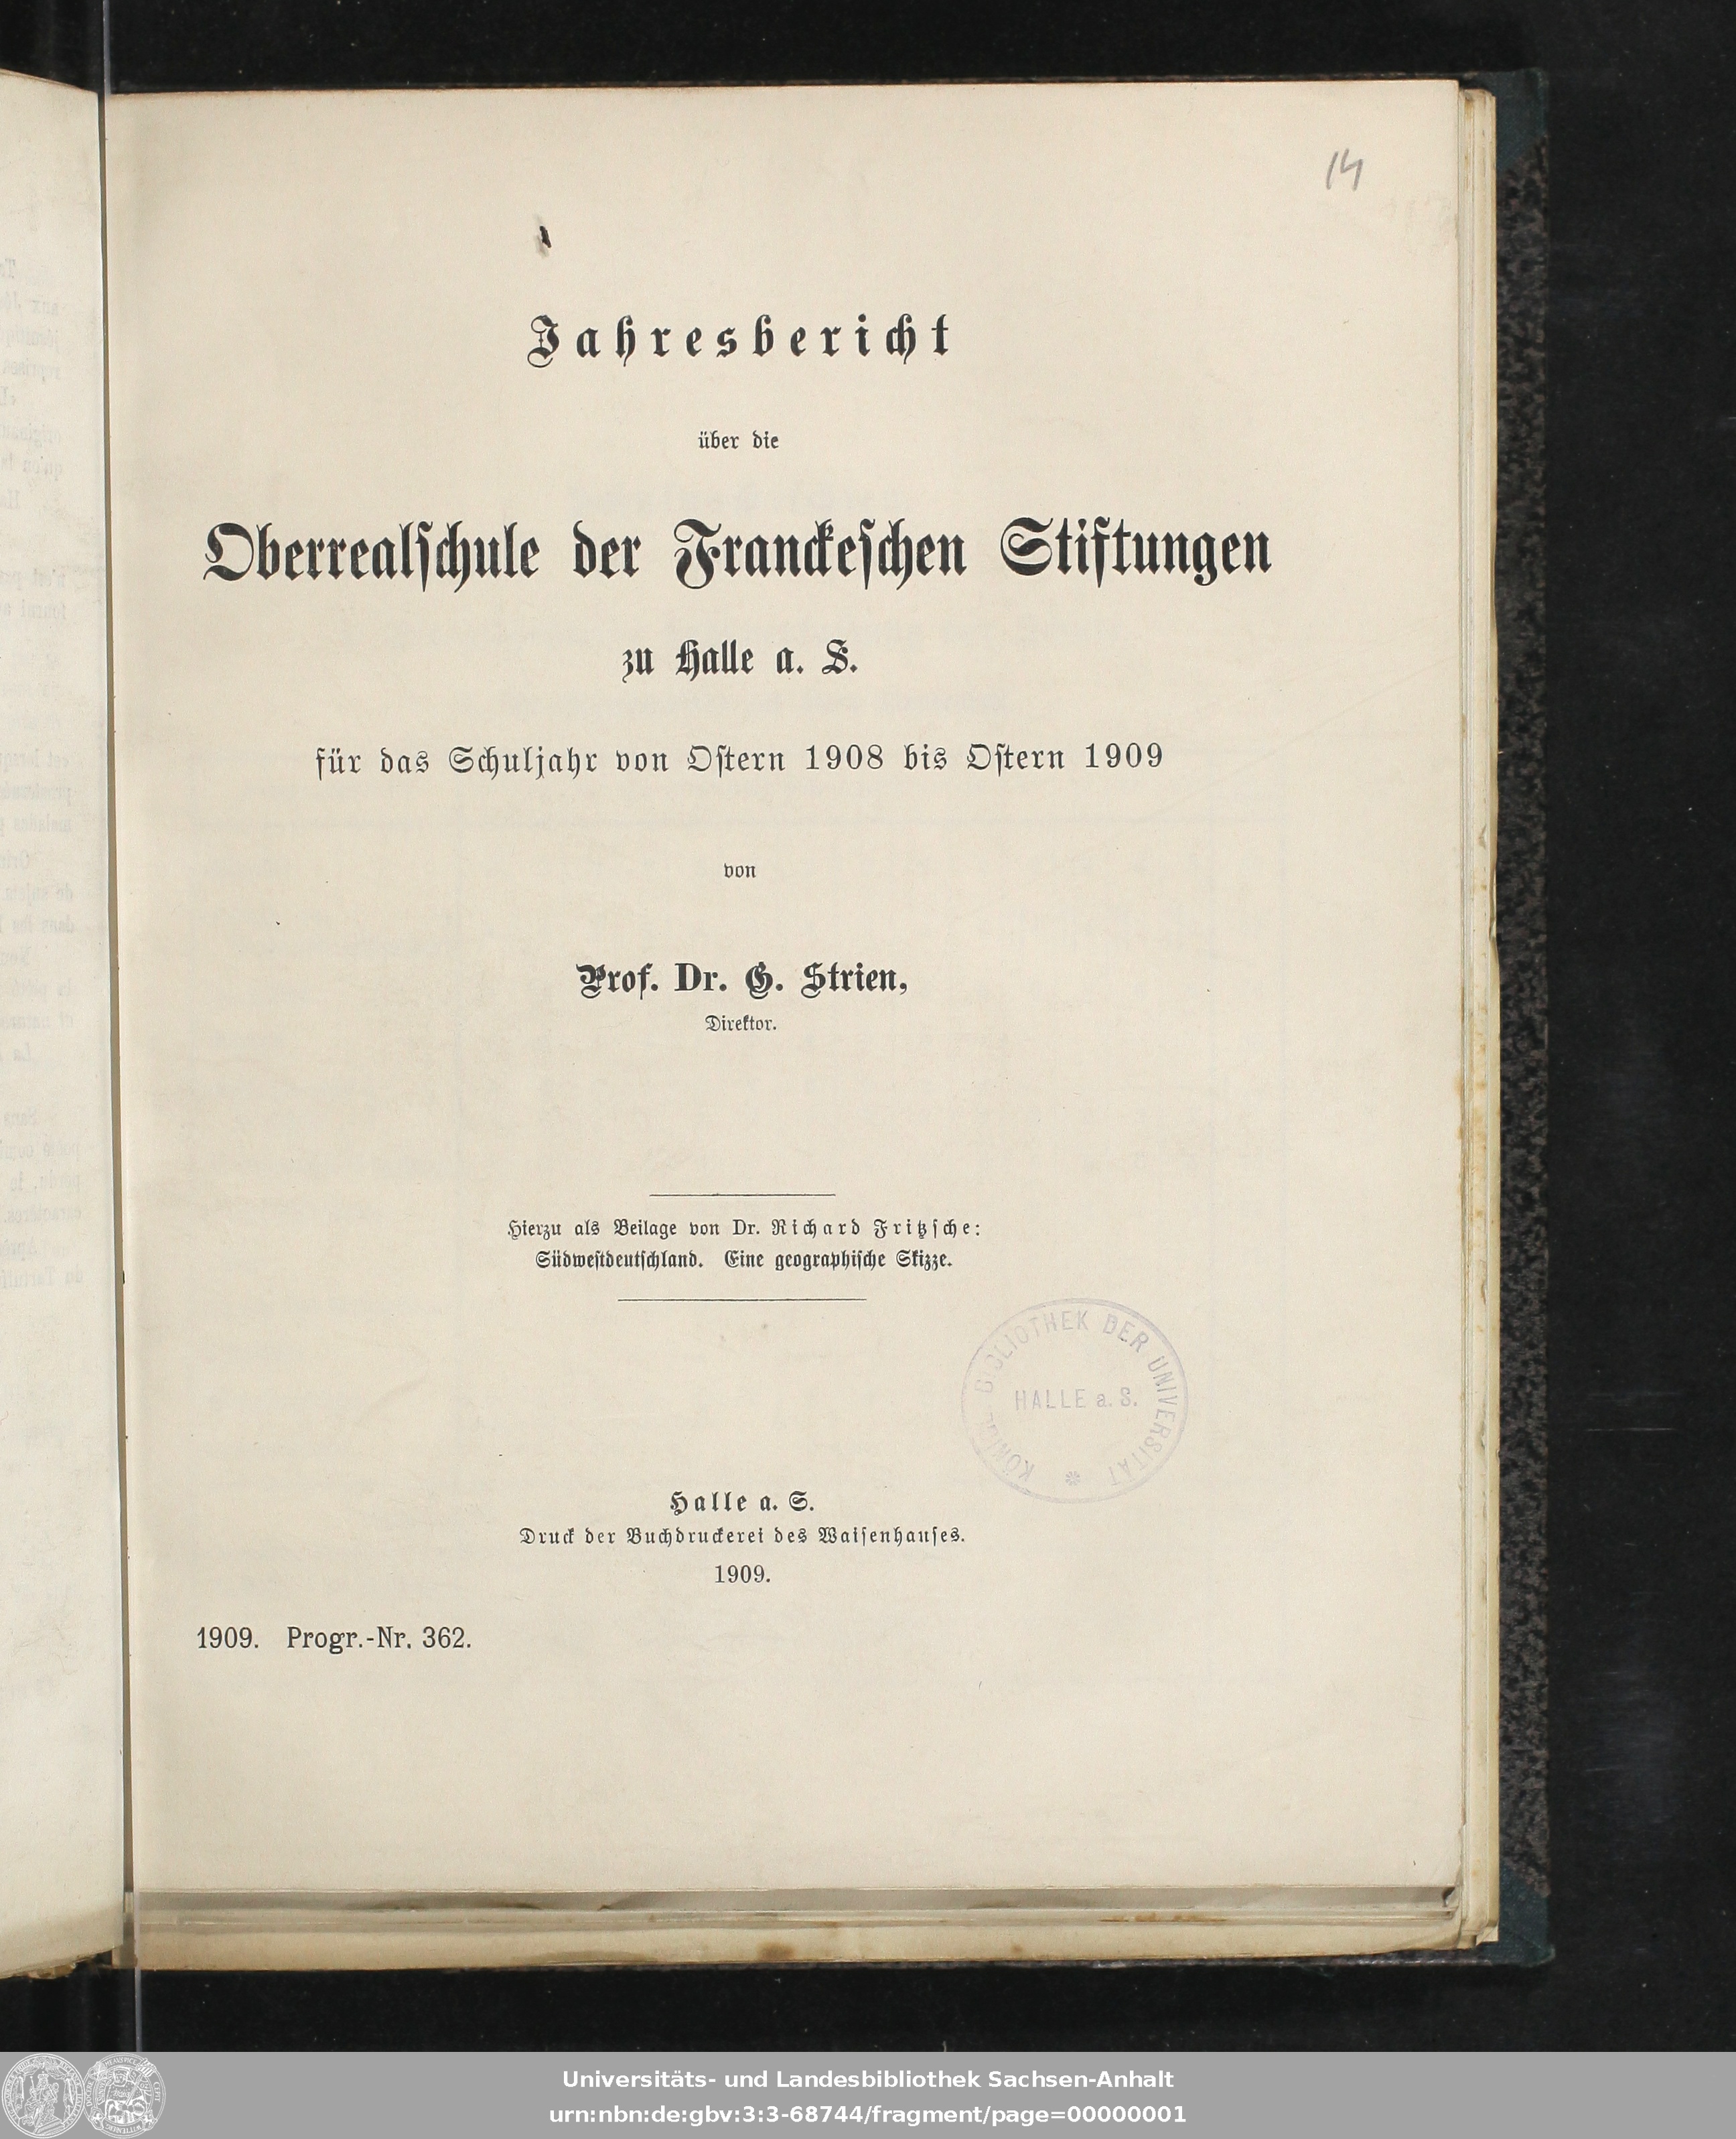 14
Jahresbericht
über die
Oberrealſchule der Franckeſchen Stiftungen
zu Halle a. S.
für das Schuljahr von Oſtern 1908 bis Oſtern 1909
von
Prof. Dr. G. Strien,
Direktor.
Hierzu als Beilage von Dr. Richard Fritzſche:
Südweſtdeutſchland. Eine geographiſche Skizze.
KÖNIGL. BIBLIOTHEK DER UNIVERSITÄT
HALLE a. S.
Halle a. S.
Druck der Buchdruckerei des Waiſenhauſes.
1909.
1909. Progr.-Nr. 362.
Universitäts- und Landesbibliothek Sachsen-Anhalt
urn:nbn:de:gbv:3:3-68744/fragment/page=00000001